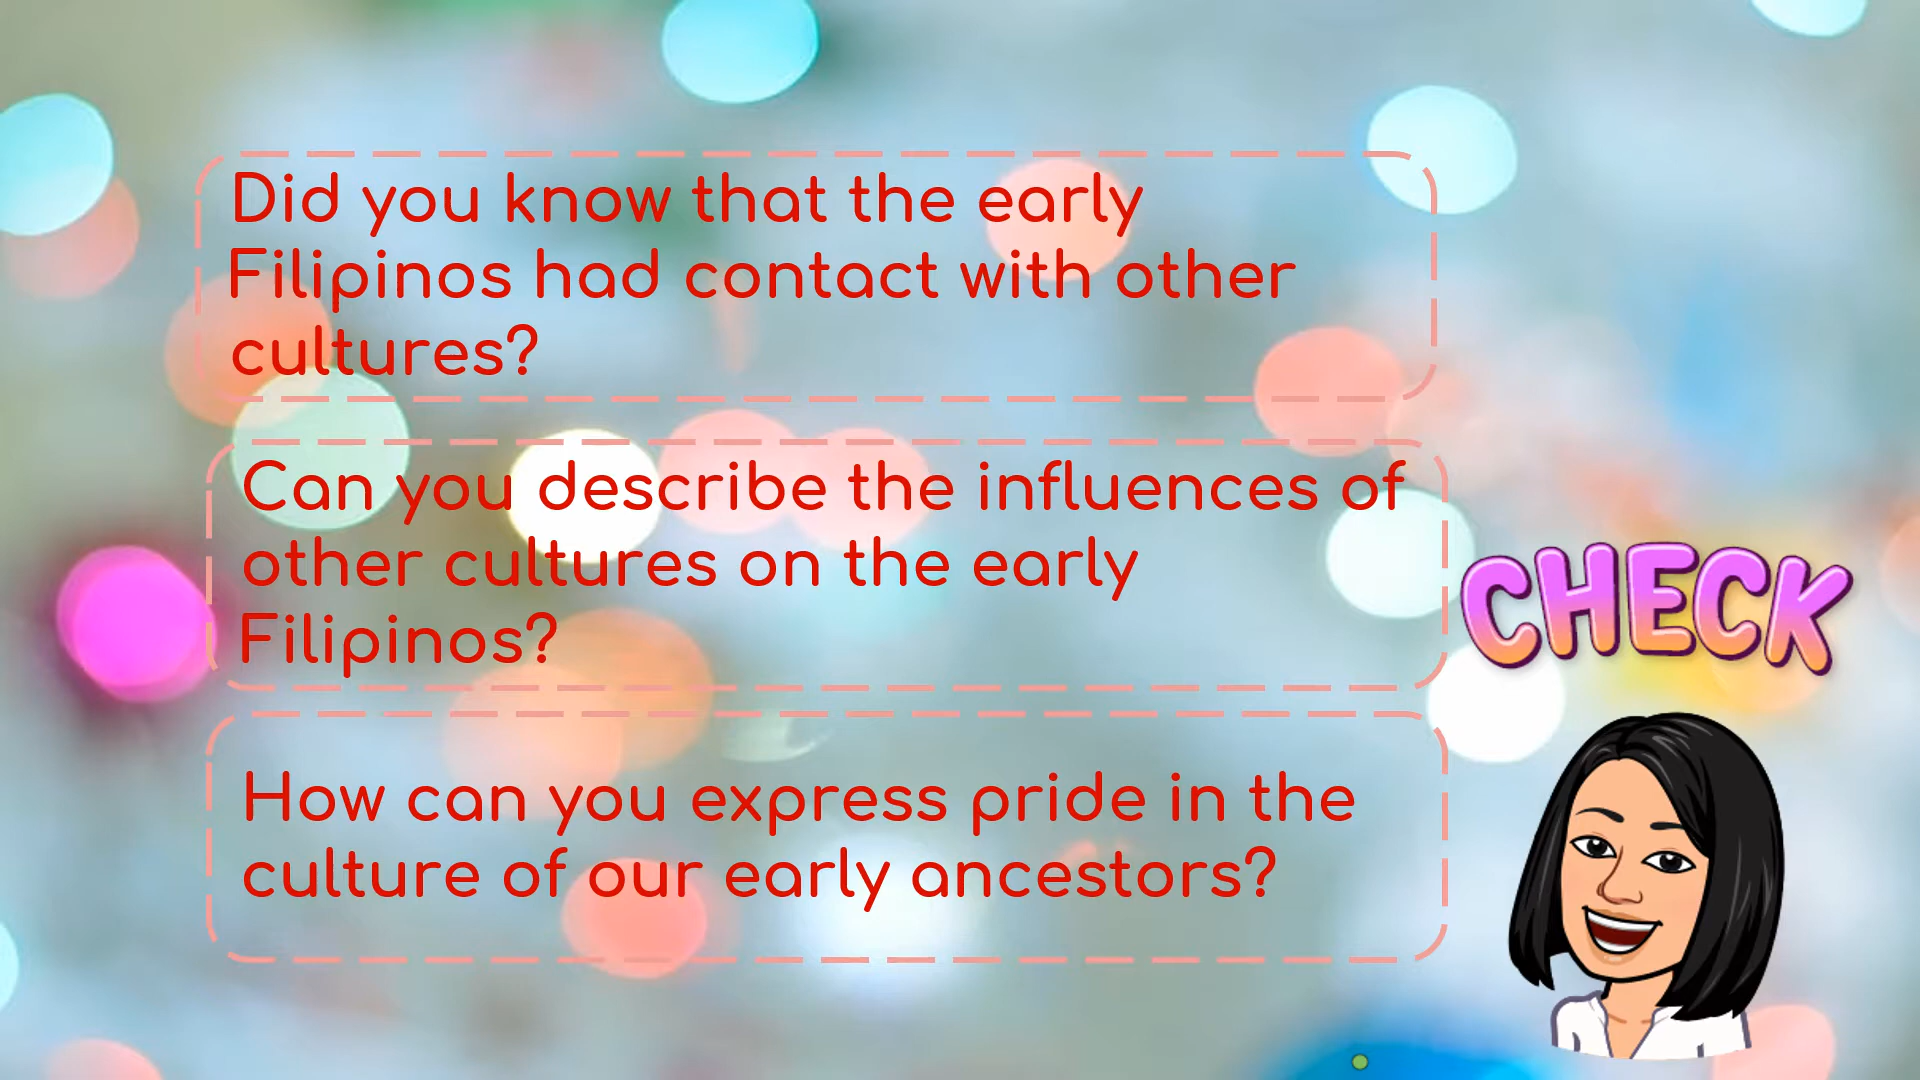 Did you know that the early
Filipinos had contact with other
cultures?
Can you describe the influences of
other cultures on the early
Filipinos?
CHECK
How can you express pride in the
culture of our early ancestors?